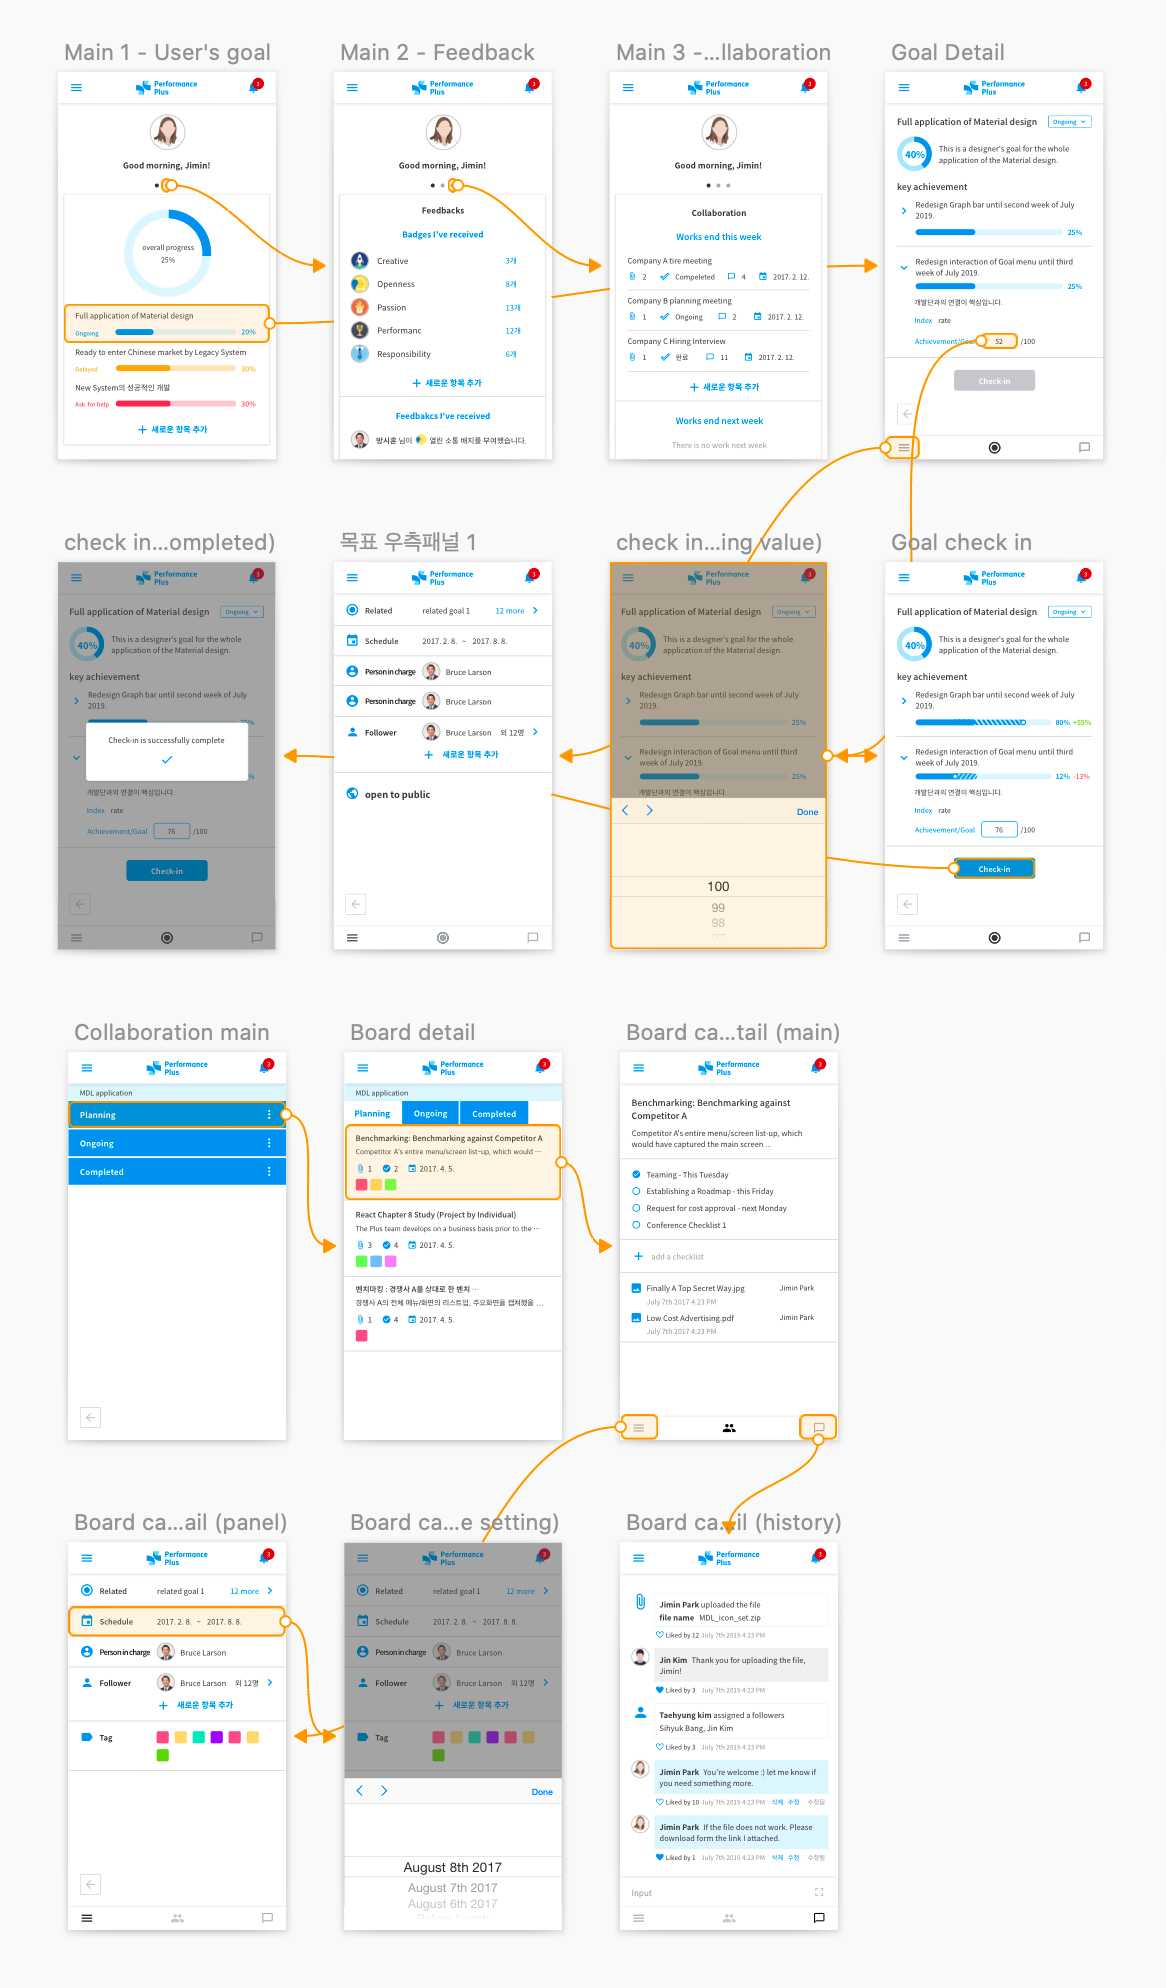 Main 1 - User's goal
Performance
Plus
3
Good morning, Jimin!
overall progress
25%
Full application of Material design
Ongoing
20%
Ready to enter Chinese market by Legacy System
Delayed
30%
New System의 성공적인 개발
Ask for help
30%
+ 새로운 항목 추가
Main 2 - Feedback
Performance
Plus
3
Good morning, Jimin!
Feedbacks
Badges I've received
Creative 3개
Openness 8개
Passion 13개
Performanc 12개
Responsibility 6개
+ 새로운 항목 추가
Feedbakcs I've received
방시혼 님이 열린 소통 배지를 부여했습니다.
Main 3 -...llaboration
Performance
Plus
3
Good morning, Jimin!
Collaboration
Works end this week
Company A tire meeting
2 Compeleted 4 2017. 2. 12.
Company B planning meeting
1 Ongoing 2 2017. 2. 12.
Company C Hiring Interview
1 완료 11 2017. 2. 12.
+ 새로운 항목 추가
Works end next week
There is no work next week
Goal Detail
Performance
Plus
3
Full application of Material design Ongoing
40%
This is a designer's goal for the whole
application of the Material design.
key achievement
Redesign Graph bar until second week of July
2019.
25%
Redesign interaction of Goal menu until third
week of July 2019.
25%
개발단과의 연결이 핵심입니다.
Index rate
Achievement/Goal 52 /100
Check-in
check in...ompleted)
Performance
Plus
3
Full application of Material design Ongoing
40%
This is a designer's goal for the whole
application of the Material design.
key achievement
Redesign Graph bar until second week of July
2019.
25%
Check-in is successfully complete
%
개발단과의 연결이 핵심입니다.
Index rate
Achievement/Goal 76 /100
Check-in
목표 우측패널 1
Performance
Plus
3
Related related goal 1 12 more
Schedule 2017. 2. 8. ~ 2017. 8. 8.
Person in charge Bruce Larson
Person in charge Bruce Larson
Follower Bruce Larson 외 12명
+ 새로운 항목 추가
open to public
check in...ing value)
Performance
Plus
3
Full application of Material design Ongoing
40%
This is a designer's goal for the whole
application of the Material design.
key achievement
Redesign Graph bar until second week of July
2019.
25%
Redesign interaction of Goal menu until third
week of July 2019.
25%
개발단과의 연결이 핵심입니다.
Done
100
99
98
Goal check in
Performance
Plus
3
Full application of Material design Ongoing
40%
This is a designer's goal for the whole
application of the Material design.
key achievement
Redesign Graph bar until second week of July
2019.
80% +55%
Redesign interaction of Goal menu until third
week of July 2019.
12% -13%
개발단과의 연결이 핵심입니다.
Index rate
Achievement/Goal 76 /100
Check-in
Collaboration main
Performance
Plus
3
MDL application
Planning
Ongoing
Completed
Board detail
Performance
Plus
3
MDL application
Planning Ongoing Completed
Benchmarking: Benchmarking against Competitor A
Competitor A's entire menu/screen list-up, which would ···
1 2 2017. 4. 5.
React Chapter 8 Study (Project by Individual)
The Plus team develops on a business basis prior to the ···
3 4 2017. 4. 5.
벤치마킹 : 경쟁사 A를 상대로 한 벤치 ···
경쟁사 A의 전체 메뉴/화면의 리스트업, 주요화면을 캡쳐했을 ...
1 4 2017. 4. 5.
Board ca...tail (main)
Performance
Plus
3
Benchmarking: Benchmarking against
Competitor A
Competitor A's entire menu/screen list-up, which
would have captured the main screen ...
Teaming - This Tuesday
Establishing a Roadmap - this Friday
Request for cost approval - next Monday
Conference Checklist 1
+ add a checklist
Finally A Top Secret Way.jpg Jimin Park
July 7th 2017 4:23 PM
Low Cost Advertising.pdf Jimin Park
July 7th 2017 4:23 PM
Board ca...ail (panel)
Performance
Plus
3
Related related goal 1 12 more
Schedule 2017. 2. 8. ~ 2017. 8. 8.
Person in charge Bruce Larson
Follower Bruce Larson 외 12명
+ 새로운 항목 추가
Tag
Board ca...e setting)
Performance
Plus
3
Related related goal 1 12 more
Schedule 2017. 2. 8. ~ 2017. 8. 8.
Person in charge Bruce Larson
Follower Bruce Larson 외 12명
+ 새로운 항목 추가
Tag
Done
August 8th 2017
August 7th 2017
August 6th 2017
Board ca...il (history)
Performance
Plus
3
Jimin Park uploaded the file
file name MDL_icon_set.zip
Liked by 12 July 7th 2019 4:23 PM
Jin Kim Thank you for uploading the file,
Jimin!
Liked by 3 July 7th 2019 4:23 PM
Taehyung kim assigned a followers
Sihyuk Bang, Jin Kim
Liked by 3 July 7th 2019 4:23 PM
Jimin Park You're welcome :) let me know if
you need something more.
Liked by 10 July 7th 2019 4:23 PM 삭제 수정 수정됨
Jimin Park If the file does not work. Please
download form the link I attached.
Liked by 1 July 7th 2019 4:23 PM 삭제 수정 수정됨
Input